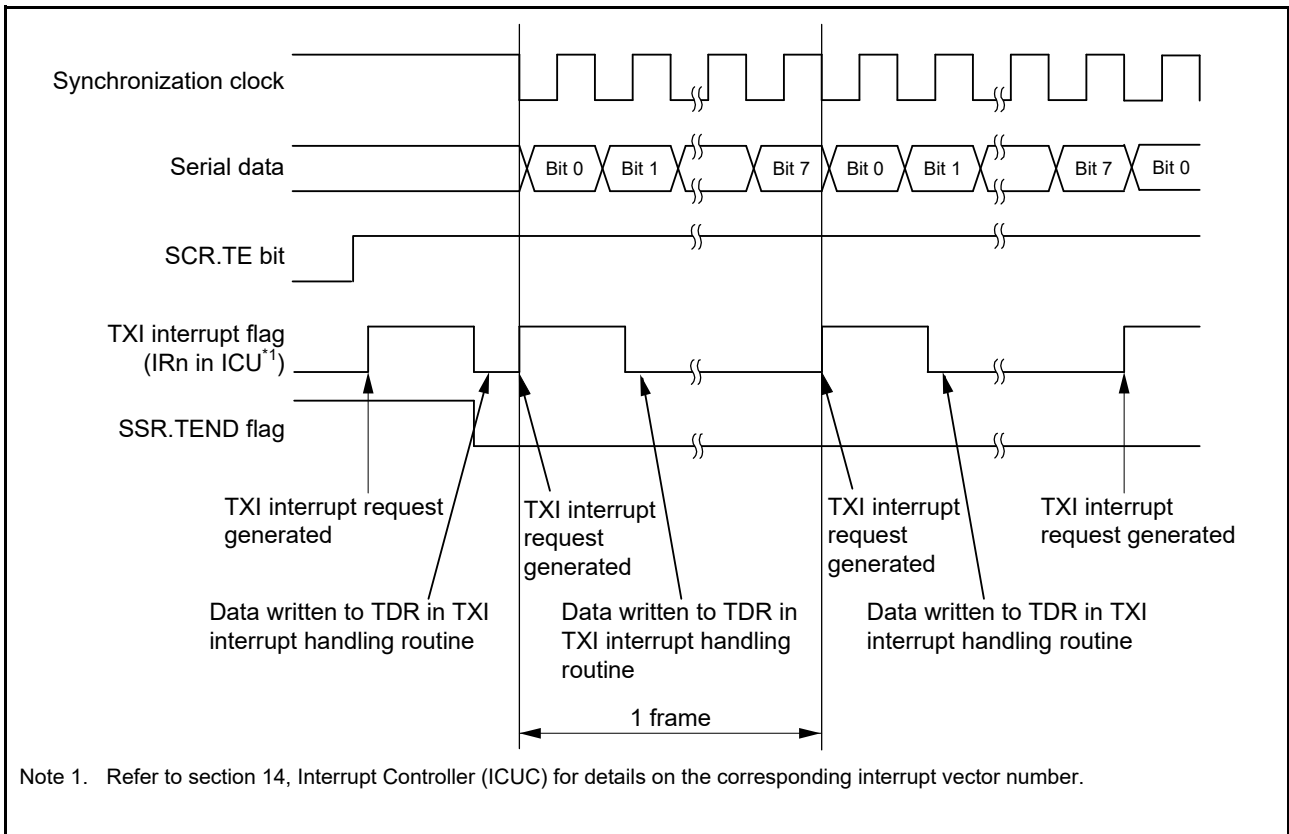 Synchronization clock
Serial data
Bit 0 Bit 1 Bit 7 Bit 0 Bit 1 Bit 7 Bit 0
SCR.TE bit
TXI interrupt flag
(IRn in ICU*1)
SSR.TEND flag
TXI interrupt request
generated
TXI interrupt
request
generated
TXI interrupt
request
generated
TXI interrupt
request generated
Data written to TDR in TXI
interrupt handling routine
Data written to TDR in
TXI interrupt handling
routine
Data written to TDR in TXI
interrupt handling routine
1 frame
Note 1. Refer to section 14, Interrupt Controller (ICUC) for details on the corresponding interrupt vector number.